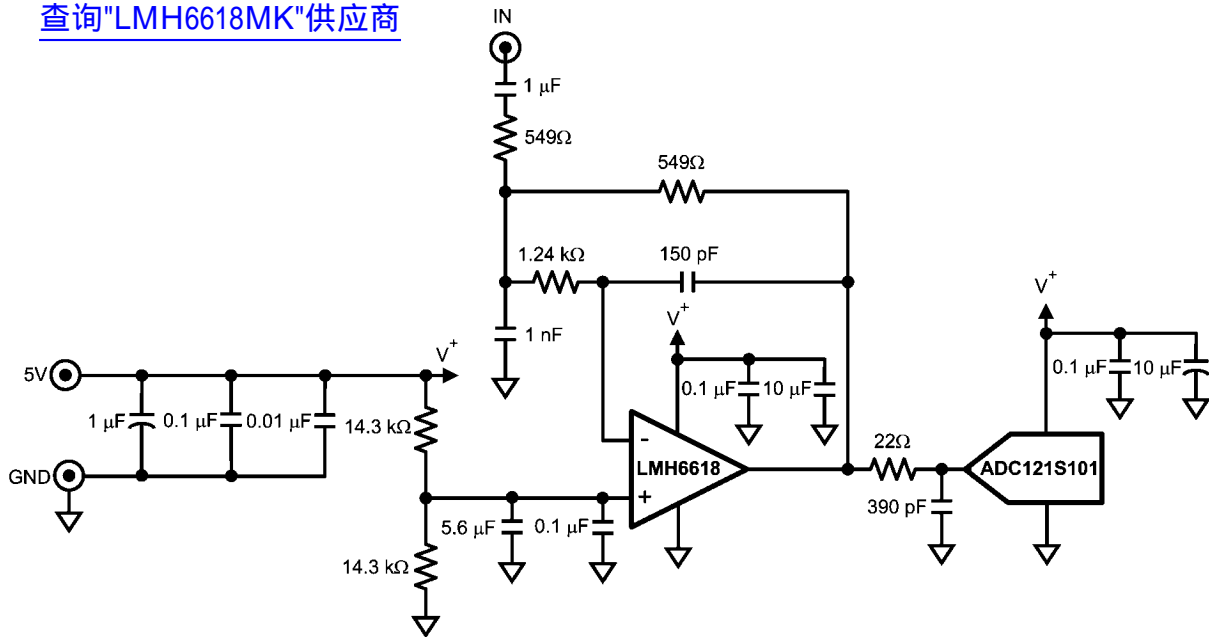 查询"LMH6618MK"供应商
IN
1 μF
549Ω
549Ω
1.24 kΩ
150 pF
1 nF
V+
0.1 μF
10 μF
V+
0.1 μF
10 μF
5V
V+
1 μF
0.1 μF
0.01 μF
14.3 kΩ
GND
-
LMH6618
+
22Ω
ADC121S101
390 pF
5.6 μF
0.1 μF
14.3 kΩ